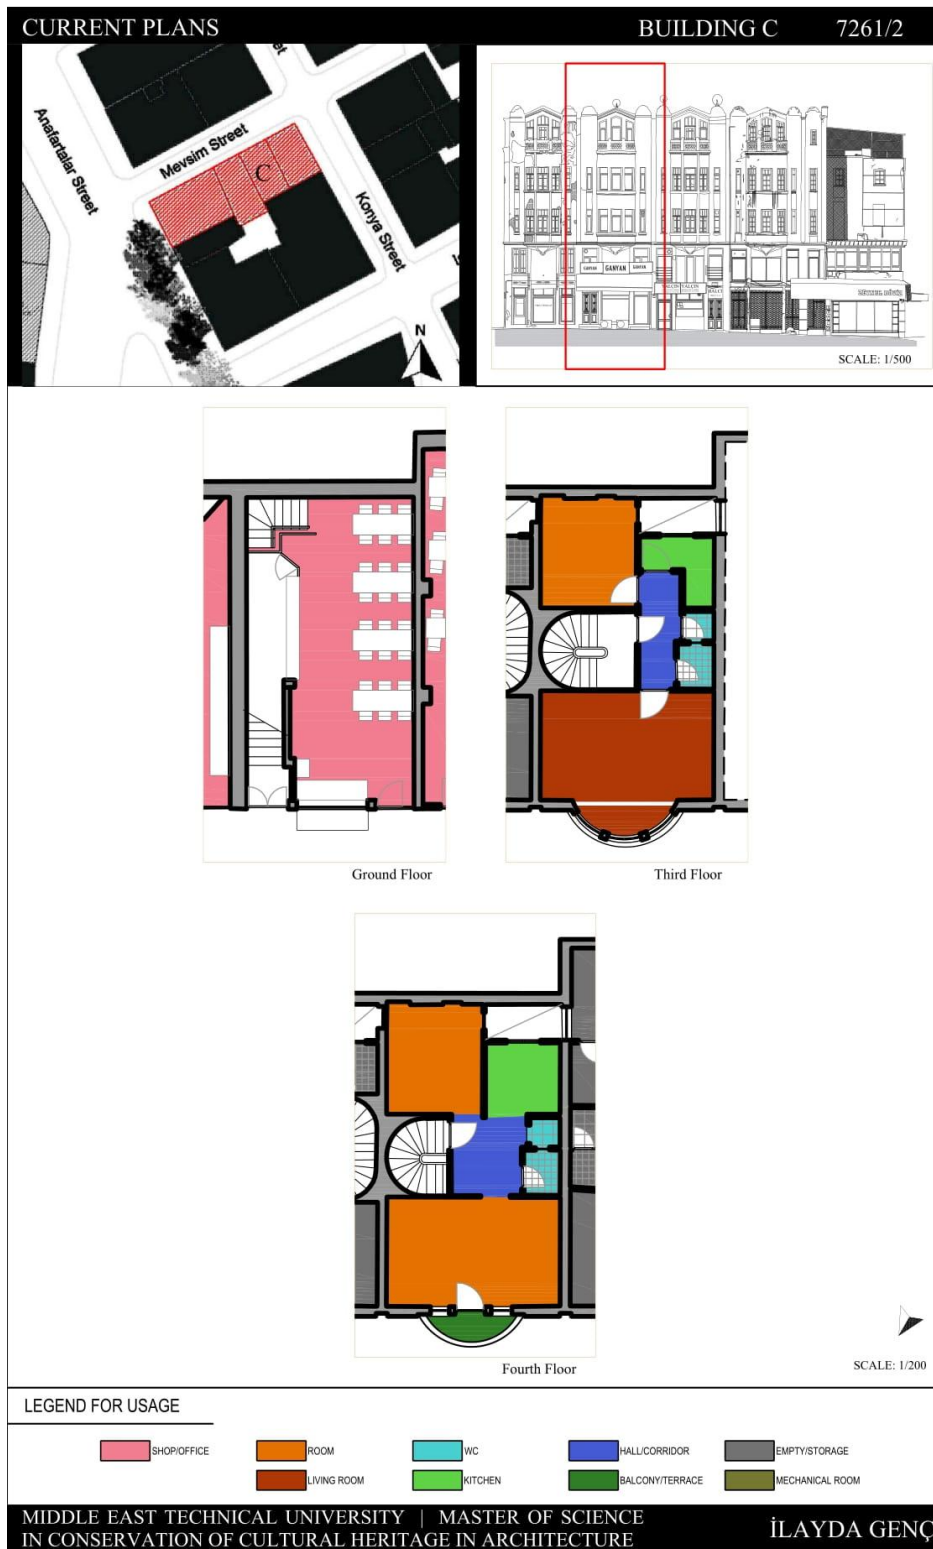 CURRENT PLANS
BUILDING C 7261/2
Anafartalar Street
Mevsim Street
C
Konya Street
N
GANYAN
SCALE: 1/500
Ground Floor
Third Floor
Fourth Floor
SCALE: 1/200
LEGEND FOR USAGE
SHOP/OFFICE
ROOM
WC
HALL/CORRIDOR
EMPTY/STORAGE
LIVING ROOM
KITCHEN
BALCONY/TERRACE
MECHANICAL ROOM
MIDDLE EAST TECHNICAL UNIVERSITY | MASTER OF SCIENCE
IN CONSERVATION OF CULTURAL HERITAGE IN ARCHITECTURE
İLAYDA GENÇ